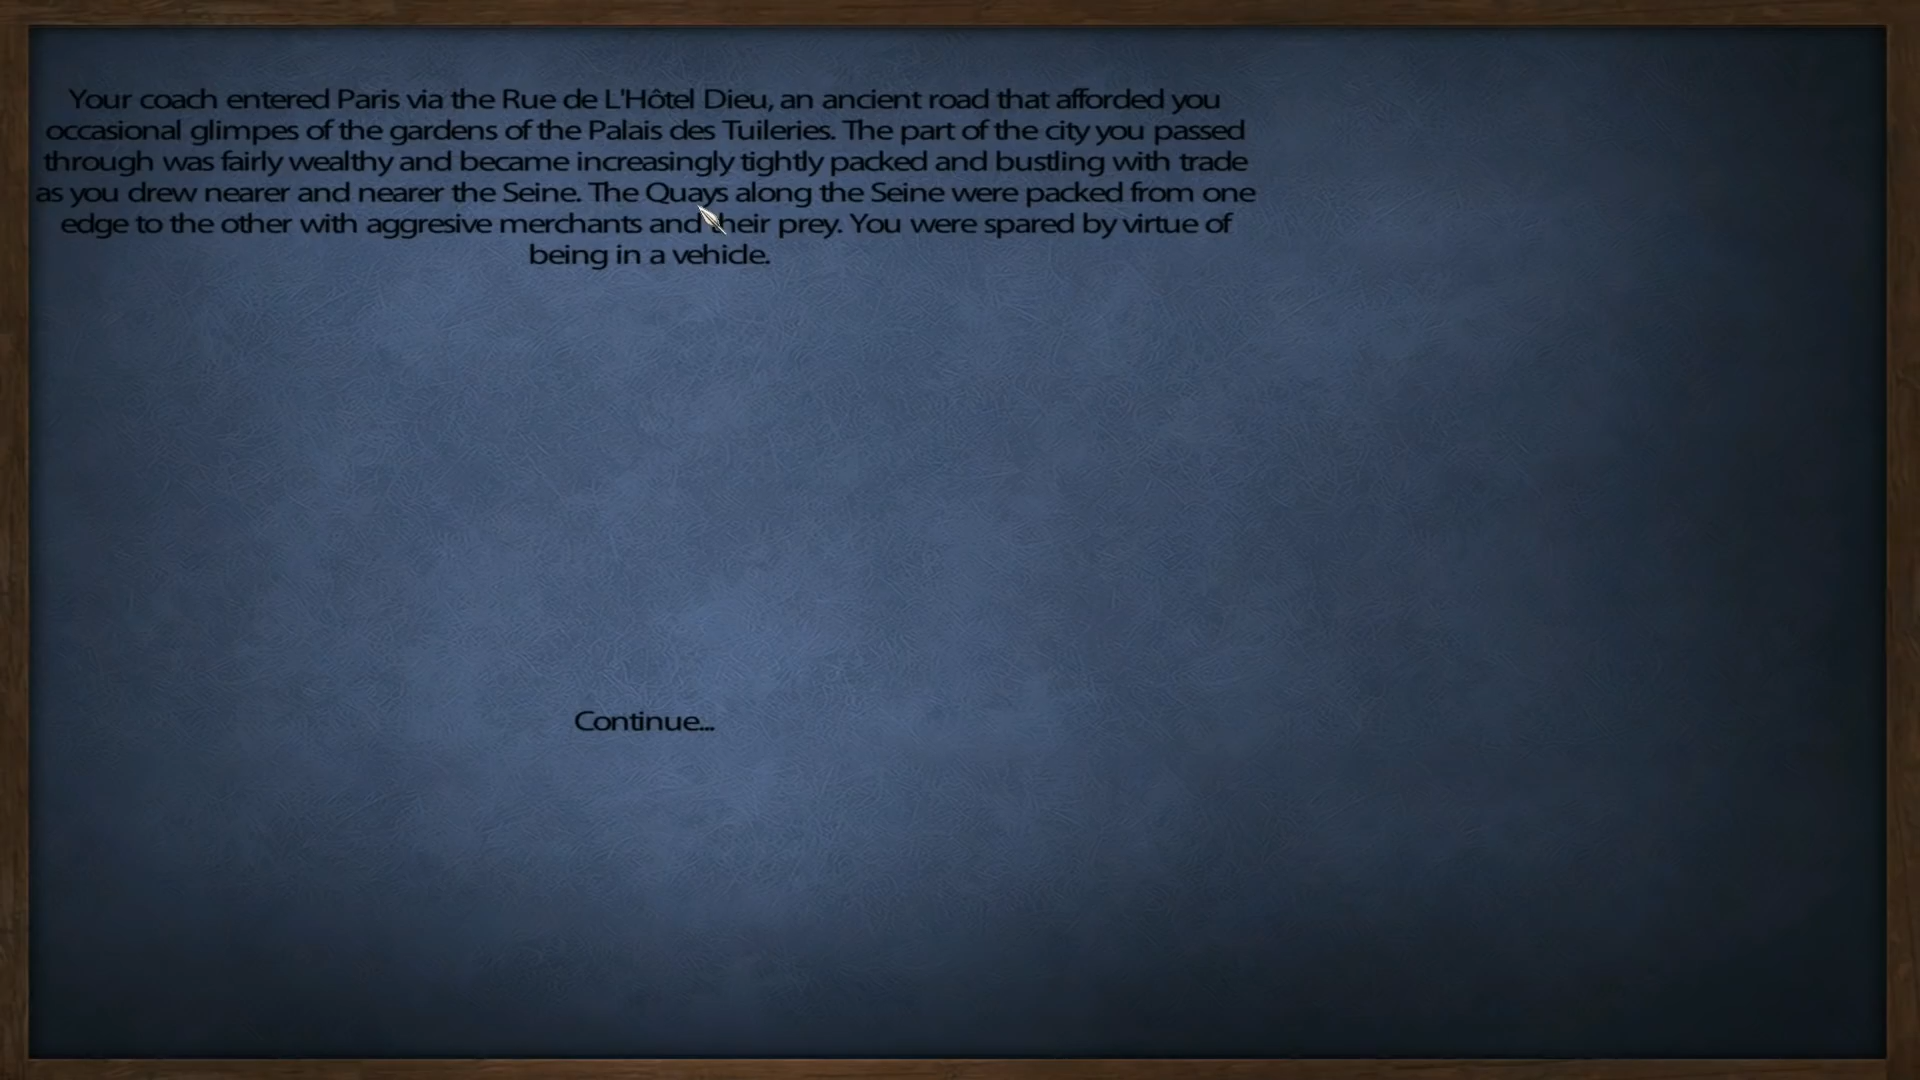 Your coach entered Paris via the Rue de L'Hôtel Dieu, an ancient road that afforded you
occasional glimpses of the gardens of the Palais des Tuileries. The part of the city you passed
through was fairly wealthy and became increasingly tightly packed and bustling with trade
as you drew nearer and nearer the Seine. The Quays along the Seine were packed from one
edge to the other with aggresive merchants and their prey. You were spared by virtue of
being in a vehicle.
Continue...